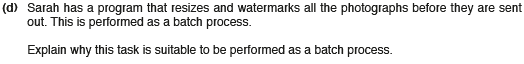 (d) Sarah has a program that resizes and watermarks all the photographs before they are sent
out. This is performed as a batch process.
Explain why this task is suitable to be performed as a batch process.